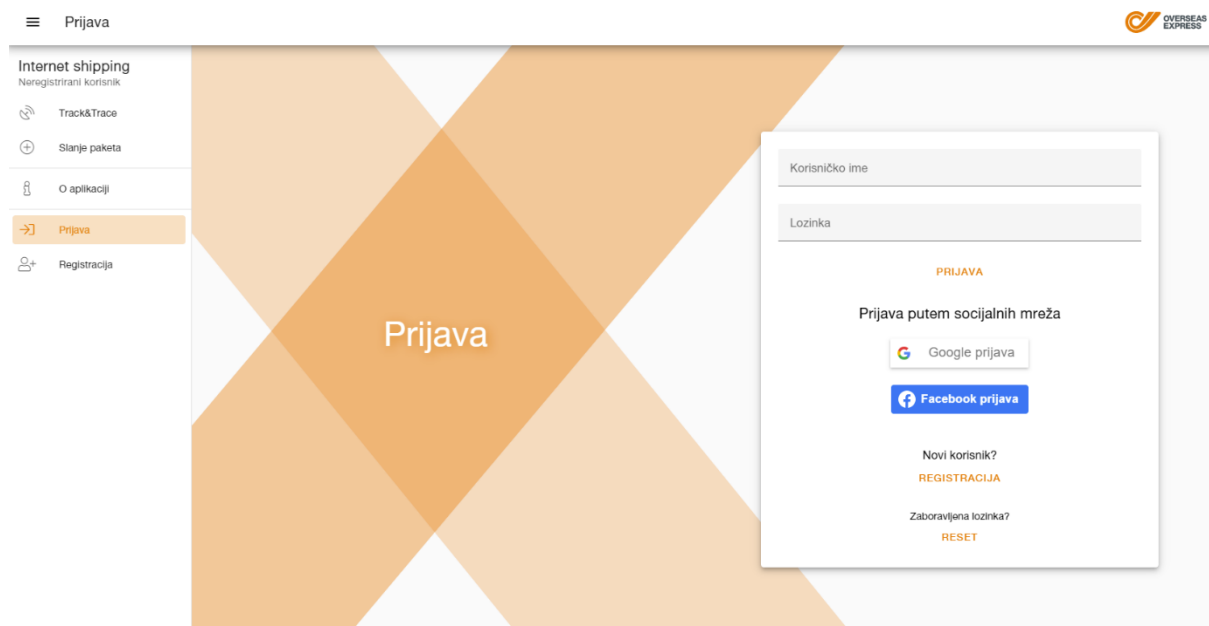 Prijava
OVERSEAS
EXPRESS
Internet shipping
Neregistrirani korisnik
Track&Trace
Slanje paketa
O aplikaciji
Prijava
Registracija
Prijava
Korisničko ime
Lozinka
PRIJAVA
Prijava putem socijalnih mreža
Google prijava
Facebook prijava
Novi korisnik?
REGISTRACIJA
Zaboravljena lozinka?
RESET